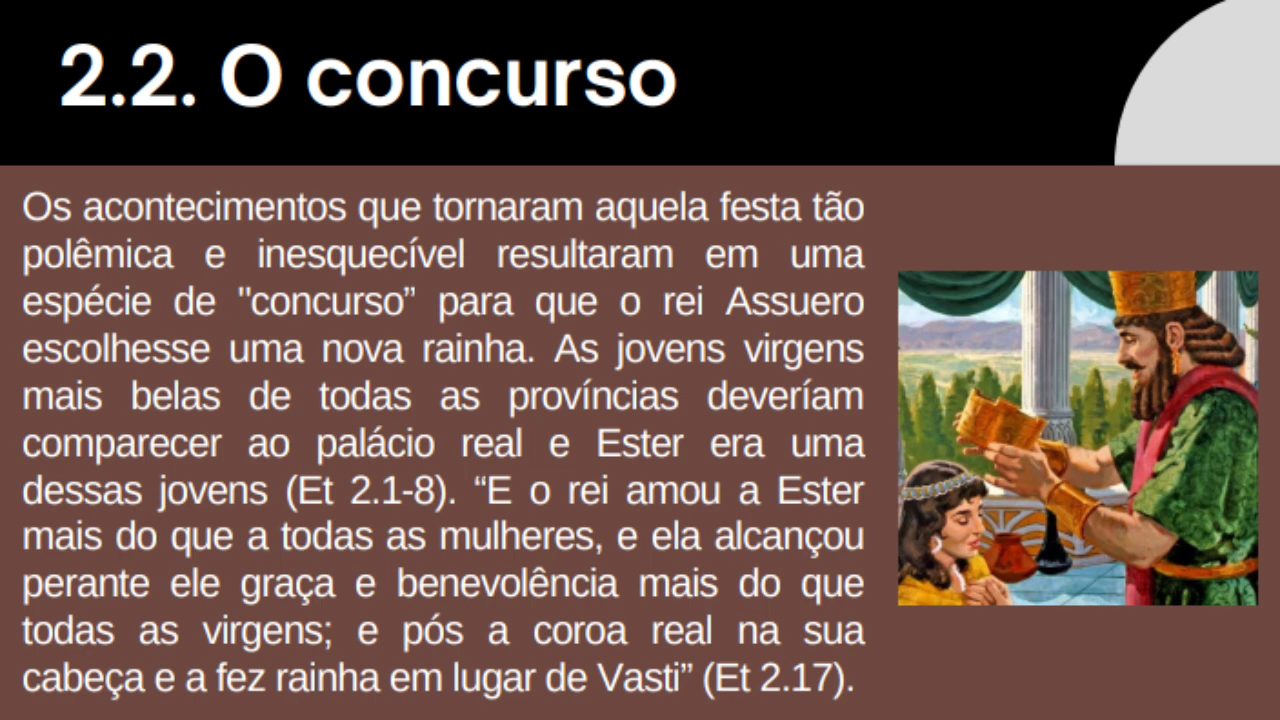 2.2. O concurso
Os acontecimentos que tornaram aquela festa tão
polêmica e inesquecível resultaram em uma
espécie de "concurso” para que o rei Assuero
escolhesse uma nova rainha. As jovens virgens
mais belas de todas as províncias deveríam
comparecer ao palácio real e Ester era uma
dessas jovens (Et 2.1-8). “E o rei amou a Ester
mais do que a todas as mulheres, e ela alcançou
perante ele graça e benevolência mais do que
todas as virgens; e pós a coroa real na sua
cabeça e a fez rainha em lugar de Vasti” (Et 2.17).